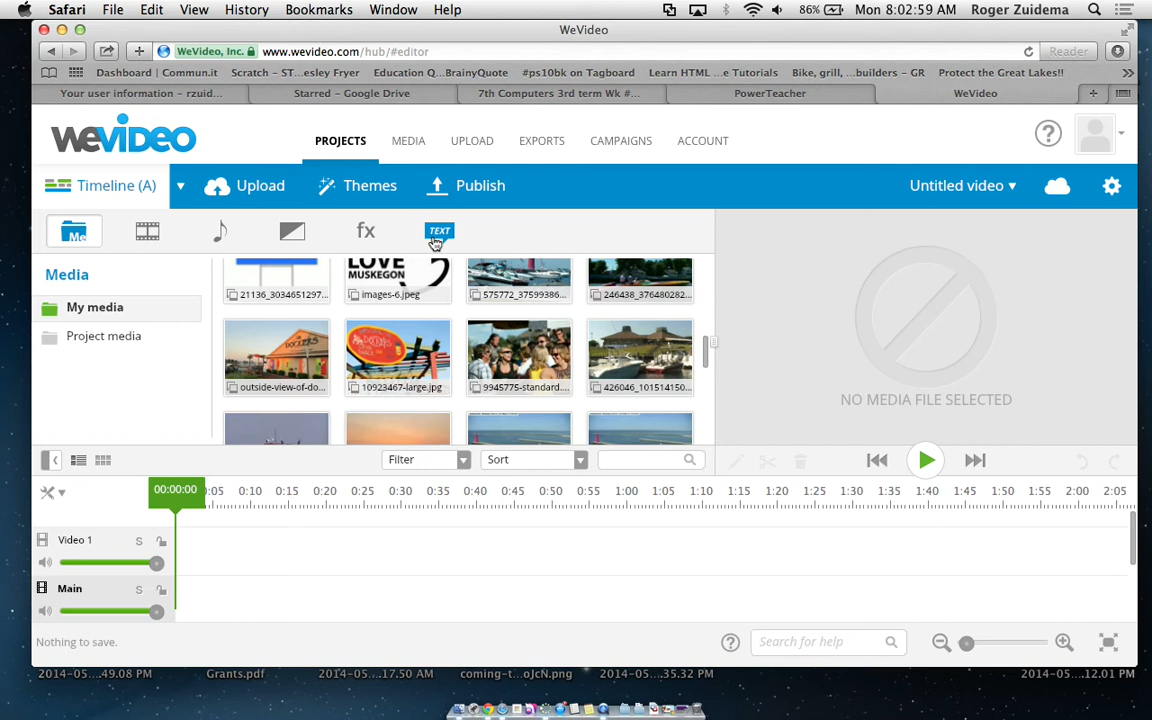 Safari File Edit View History Bookmarks Window Help 86% Mon 8:02:59 AM Roger Zuidema
WeVideo
WeVideo, Inc. www.wevideo.com/hub/#editor Reader
Dashboard | Commun.it Scratch – ST...esley Fryer Education Q...BrainyQuote #ps10bk on Tagboard Learn HTML ...e Tutorials Bike, grill, ...builders – GR Protect the Great Lakes!! »
Your user information – rzuid... Starred – Google Drive 7th Computers 3rd term Wk #... PowerTeacher WeVideo
wevideo PROJECTS MEDIA UPLOAD EXPORTS CAMPAIGNS ACCOUNT ?
Timeline (A) Upload Themes Publish Untitled video
Me fx TEXT
Media
LOVE
MUSKEGON
21136_3034651297... images-6.jpeg 575772_37599386... 246438_376480282...
My media
Project media
outside-view-of-do... 10923467-large.jpg 9945775-standard.... 426046_101514150...
NO MEDIA FILE SELECTED
Filter Sort
00:00:00 0:05 0:10 0:15 0:20 0:25 0:30 0:35 0:40 0:45 0:50 0:55 1:00 1:05 1:10 1:15 1:20 1:25 1:30 1:35 1:40 1:45 1:50 1:55 2:00 2:05
Video 1 S
Main S
Nothing to save. ? Search for help
2014-05...49.08 PM Grants.pdf 2014-05...17.50 AM coming-t...oJcN.png 2014-05...35.32 PM 2014-05...12.01 PM